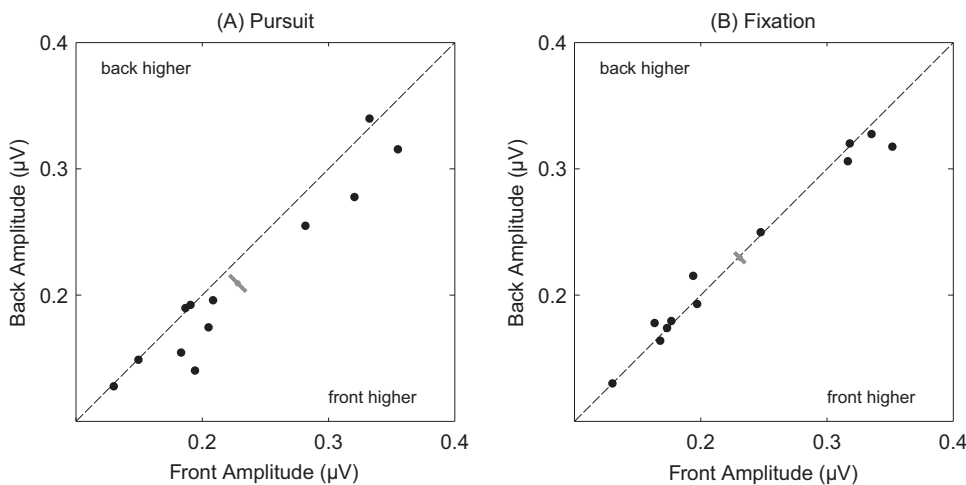 (A) Pursuit
0.4
back higher
0.3
Back Amplitude (µV)
0.2
front higher
0.2
0.3
0.4
Front Amplitude (µV)
(B) Fixation
0.4
back higher
0.3
Back Amplitude (µV)
0.2
front higher
0.2
0.3
0.4
Front Amplitude (µV)